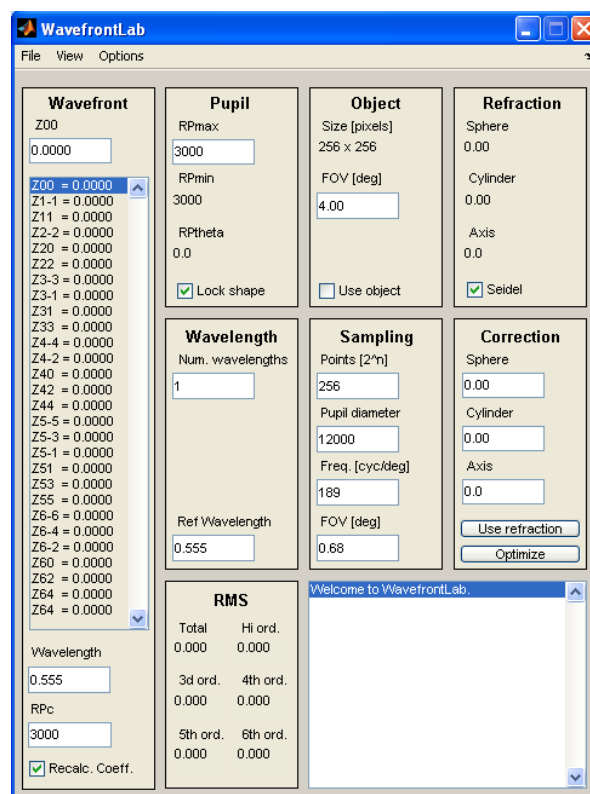 WavefrontLab
File View Options
Wavefront
Z00
0.0000
Z00 = 0.0000
Z1-1 = 0.0000
Z11 = 0.0000
Z2-2 = 0.0000
Z20 = 0.0000
Z22 = 0.0000
Z3-3 = 0.0000
Z3-1 = 0.0000
Z31 = 0.0000
Z33 = 0.0000
Z4-4 = 0.0000
Z4-2 = 0.0000
Z40 = 0.0000
Z42 = 0.0000
Z44 = 0.0000
Z5-5 = 0.0000
Z5-3 = 0.0000
Z5-1 = 0.0000
Z51 = 0.0000
Z53 = 0.0000
Z55 = 0.0000
Z6-6 = 0.0000
Z6-4 = 0.0000
Z6-2 = 0.0000
Z60 = 0.0000
Z62 = 0.0000
Z64 = 0.0000
Z64 = 0.0000
Wavelength
0.555
RPc
3000
Recalc. Coeff.
Pupil
RPmax
3000
RPmin
3000
RPtheta
0.0
Lock shape
Object
Size [pixels]
256 x 256
FOV [deg]
4.00
Use object
Refraction
Sphere
0.00
Cylinder
0.00
Axis
0.0
Seidel
Wavelength
Num. wavelengths
1
Ref Wavelength
0.555
Sampling
Points [2^n]
256
Pupil diameter
12000
Freq. [cyc/deg]
189
FOV [deg]
0.68
Correction
Sphere
0.00
Cylinder
0.00
Axis
0.0
Use refraction
Optimize
RMS
Total Hi ord.
0.000 0.000
3d ord. 4th ord.
0.000 0.000
5th ord. 6th ord.
0.000 0.000
Welcome to WavefrontLab.